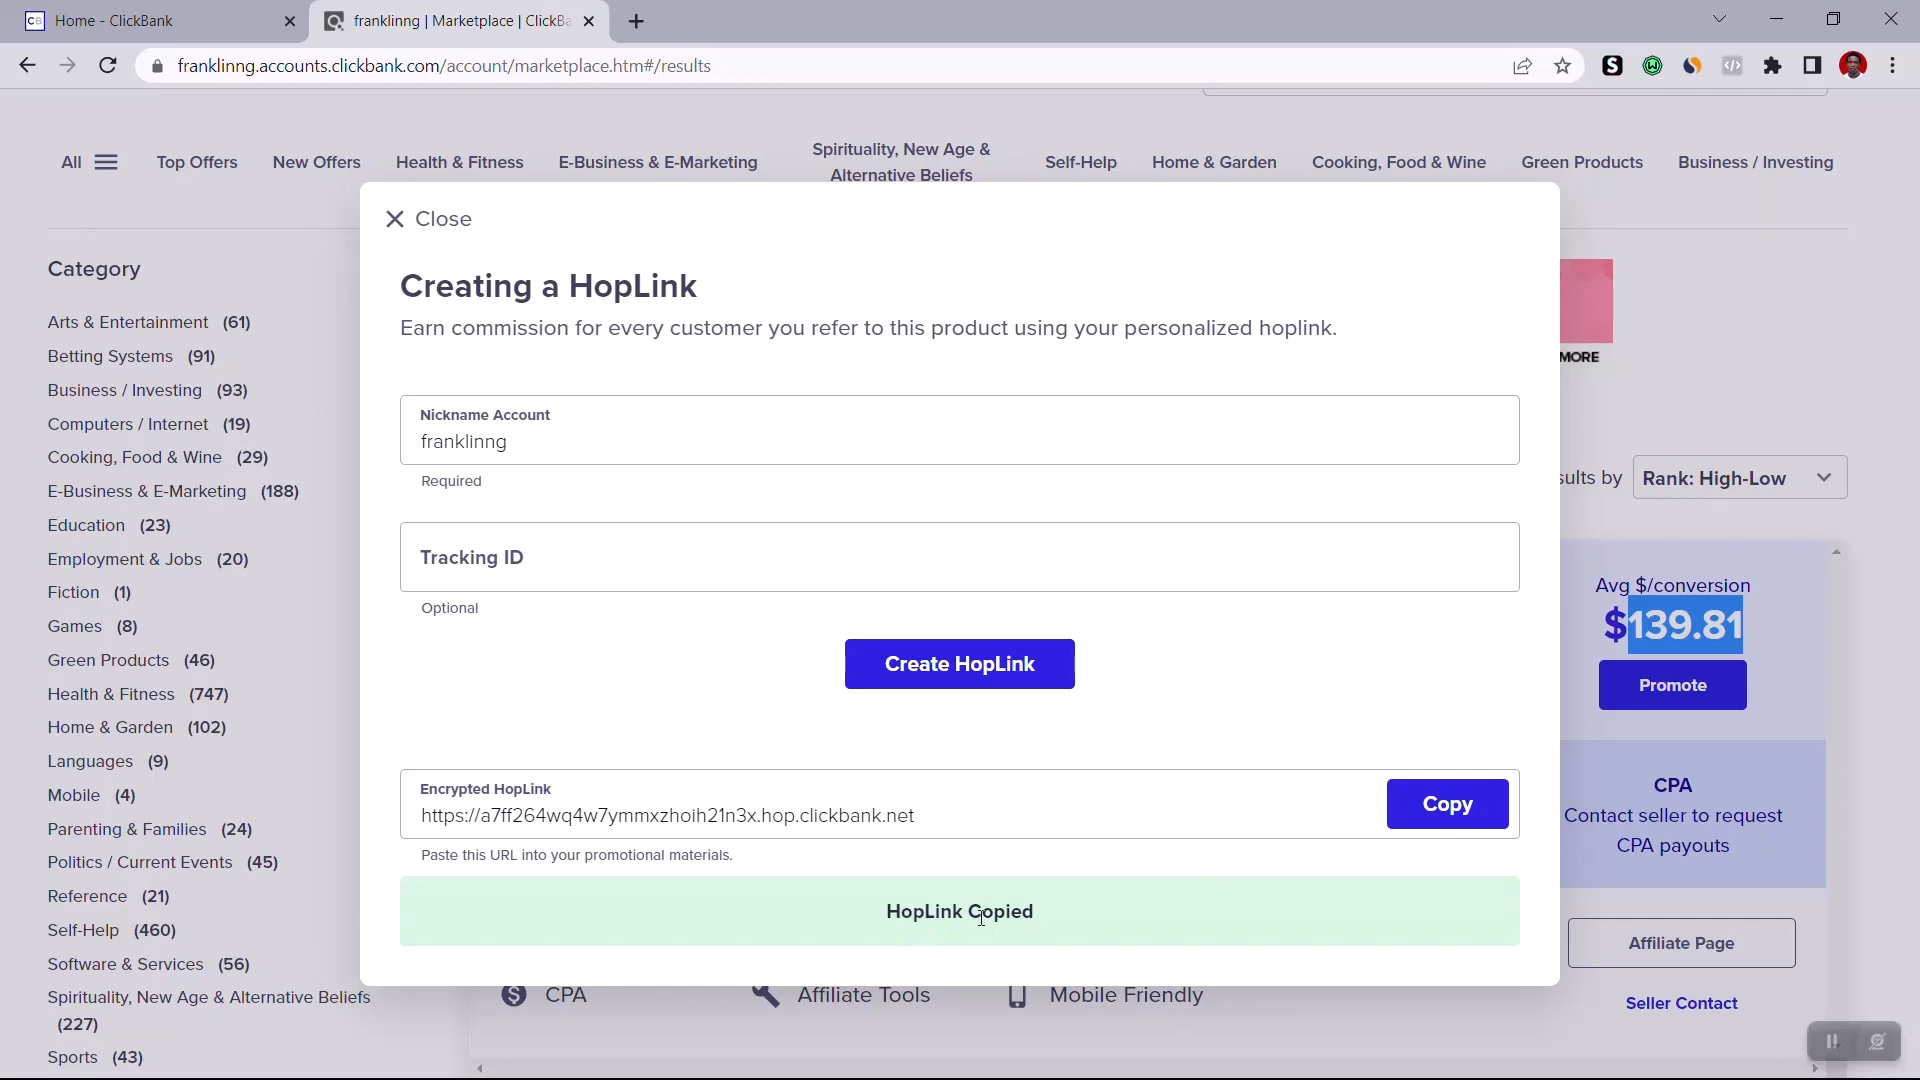 CB Home - ClickBank
franklinng | Marketplace | ClickBa
franklinng.accounts.clickbank.com/account/marketplace.htm#/results
All
Top Offers
New Offers
Health & Fitness
E-Business & E-Marketing
Spirituality, New Age &
Alternative Beliefs
Self-Help
Home & Garden
Cooking, Food & Wine
Green Products
Business / Investing
Category
Arts & Entertainment (61)
Betting Systems (91)
Business / Investing (93)
Computers / Internet (19)
Cooking, Food & Wine (29)
E-Business & E-Marketing (188)
Education (23)
Employment & Jobs (20)
Fiction (1)
Games (8)
Green Products (46)
Health & Fitness (747)
Home & Garden (102)
Languages (9)
Mobile (4)
Parenting & Families (24)
Politics / Current Events (45)
Reference (21)
Self-Help (460)
Software & Services (56)
Spirituality, New Age & Alternative Beliefs
(227)
Sports (43)
Close
Creating a HopLink
Earn commission for every customer you refer to this product using your personalized hoplink.
Nickname Account
franklinng
Required
Tracking ID
Optional
Create HopLink
Encrypted HopLink
https://a7ff264wq4w7ymmxzhoih21n3x.hop.clickbank.net
Copy
Paste this URL into your promotional materials.
HopLink Copied
CPA
Affiliate Tools
Mobile Friendly
MORE
sults by Rank: High-Low
Avg $/conversion
$139.81
Promote
CPA
Contact seller to request
CPA payouts
Affiliate Page
Seller Contact